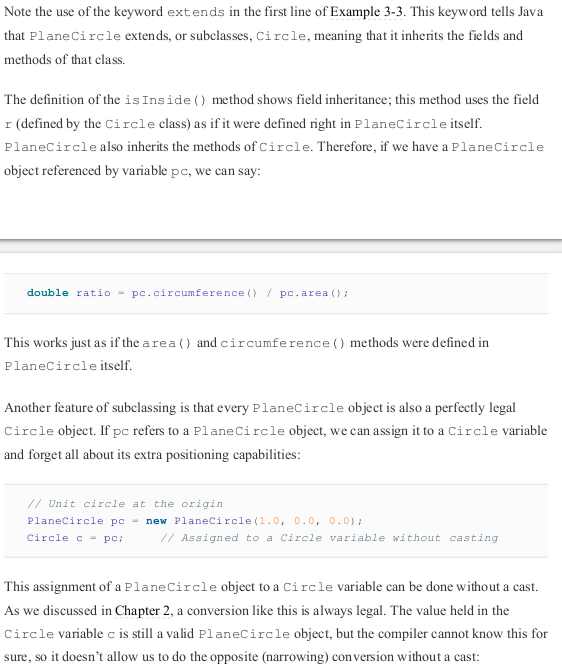 Note the use of the keyword extends in the first line of Example 3-3. This keyword tells Java
that PlaneCircle extends, or subclasses, Circle, meaning that it inherits the fields and
methods of that class.
The definition of the isInside() method shows field inheritance; this method uses the field
r (defined by the Circle class) as if it were defined right in PlaneCircle itself.
PlaneCircle also inherits the methods of Circle. Therefore, if we have a PlaneCircle
object referenced by variable pc, we can say:
double ratio = pc.circumference() / pc.area();
This works just as if the area() and circumference() methods were defined in
PlaneCircle itself.
Another feature of subclassing is that every PlaneCircle object is also a perfectly legal
Circle object. If pc refers to a PlaneCircle object, we can assign it to a Circle variable
and forget all about its extra positioning capabilities:
// Unit circle at the origin
PlaneCircle pc = new PlaneCircle(1.0, 0.0, 0.0);
Circle c = pc;     // Assigned to a Circle variable without casting
This assignment of a PlaneCircle object to a Circle variable can be done without a cast.
As we discussed in Chapter 2, a conversion like this is always legal. The value held in the
Circle variable c is still a valid PlaneCircle object, but the compiler cannot know this for
sure, so it doesn’t allow us to do the opposite (narrowing) conversion without a cast: